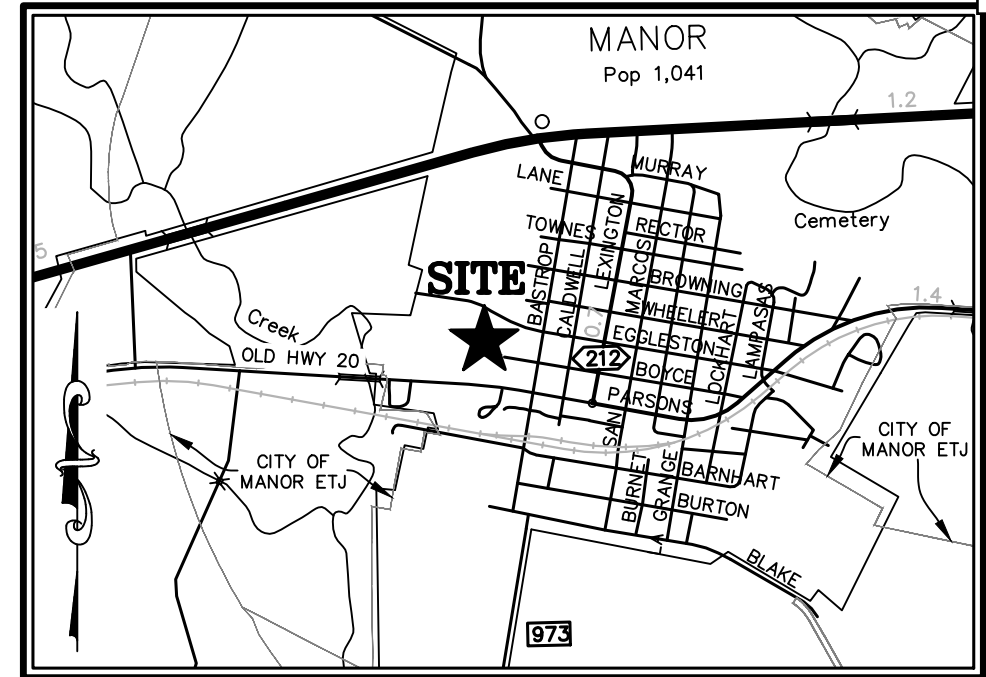 MANOR
Pop 1,041
1.2
MURRAY
LANE
LEXINGTON
TOWNES
RECTOR
Cemetery
5
BASTROP
CALDWELL
MARCOS
BROWNING
SITE
WHEELER
LAMPASAS
1.4
Creek
EGGLESTON
LOCKHART
OLD HWY 20
212
BOYCE
PARSONS
SAN
CITY OF
MANOR ETJ
CITY OF
MANOR ETJ
BARNHART
BURNET
GRANGE
BURTON
BLAKE
973